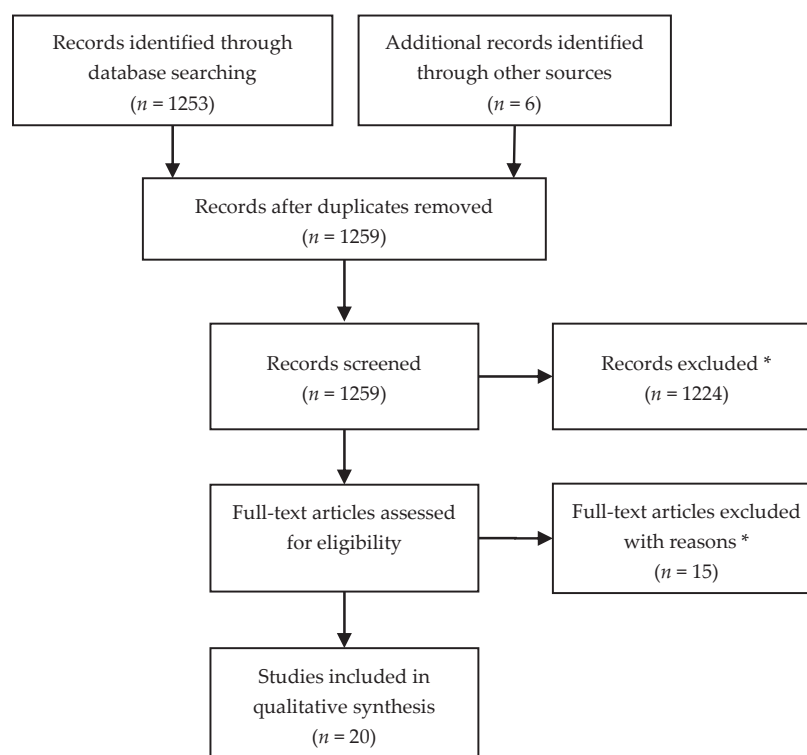 Records identified through
database searching
(n = 1253)
Additional records identified
through other sources
(n = 6)
Records after duplicates removed
(n = 1259)
Records screened
(n = 1259)
Records excluded *
(n = 1224)
Full-text articles assessed
for eligibility
Full-text articles excluded
with reasons *
(n = 15)
Studies included in
qualitative synthesis
(n = 20)